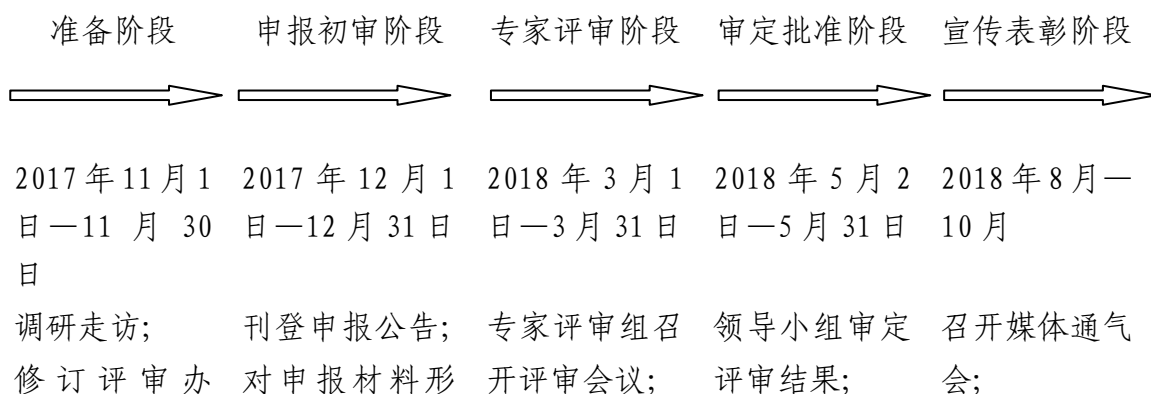 准备阶段 申报初审阶段 专家评审阶段 审定批准阶段 宣传表彰阶段
2017年11月1 2017年12月1 2018年3月1 2018年5月2 2018年8月—
日—11月30 日—12月31日 日—3月31日 日—5月31日 10月
日
调研走访; 刊登申报公告; 专家评审组召 领导小组审定 召开媒体通气
修订评审办 对申报材料形 开评审会议; 评审结果; 会;